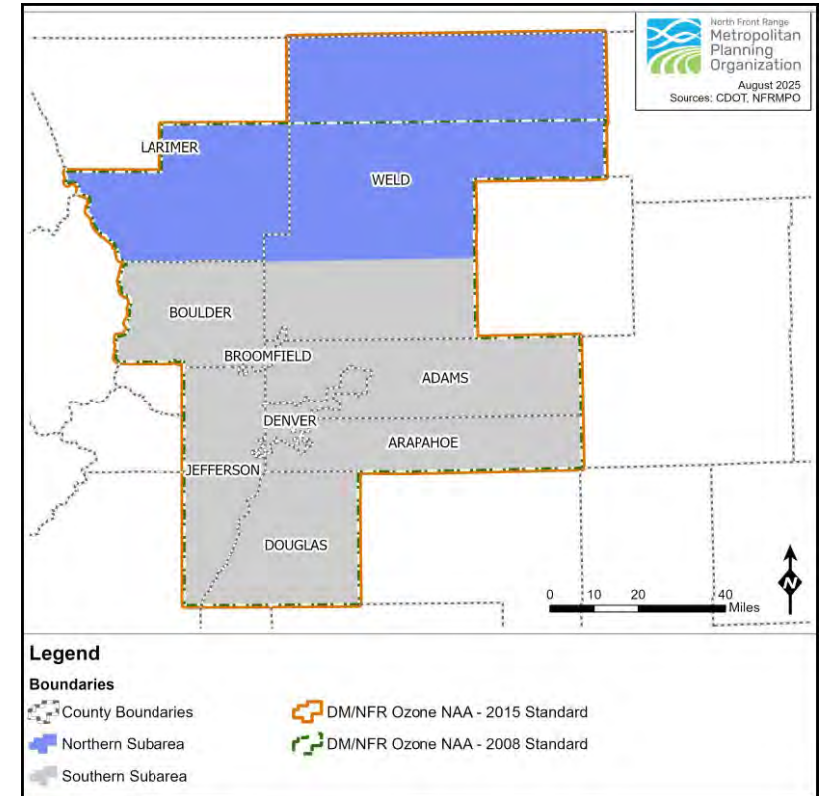 North Front Range
Metropolitan
Planning
Organization
August 2025
Sources: CDOT, NFRMPO
LARIMER
WELD
BOULDER
BROOMFIELD
ADAMS
DENVER
ARAPAHOE
JEFFERSON
DOUGLAS
N
0 10 20 40
Miles
Legend
Boundaries
County Boundaries
Northern Subarea
Southern Subarea
DM/NFR Ozone NAA - 2015 Standard
DM/NFR Ozone NAA - 2008 Standard